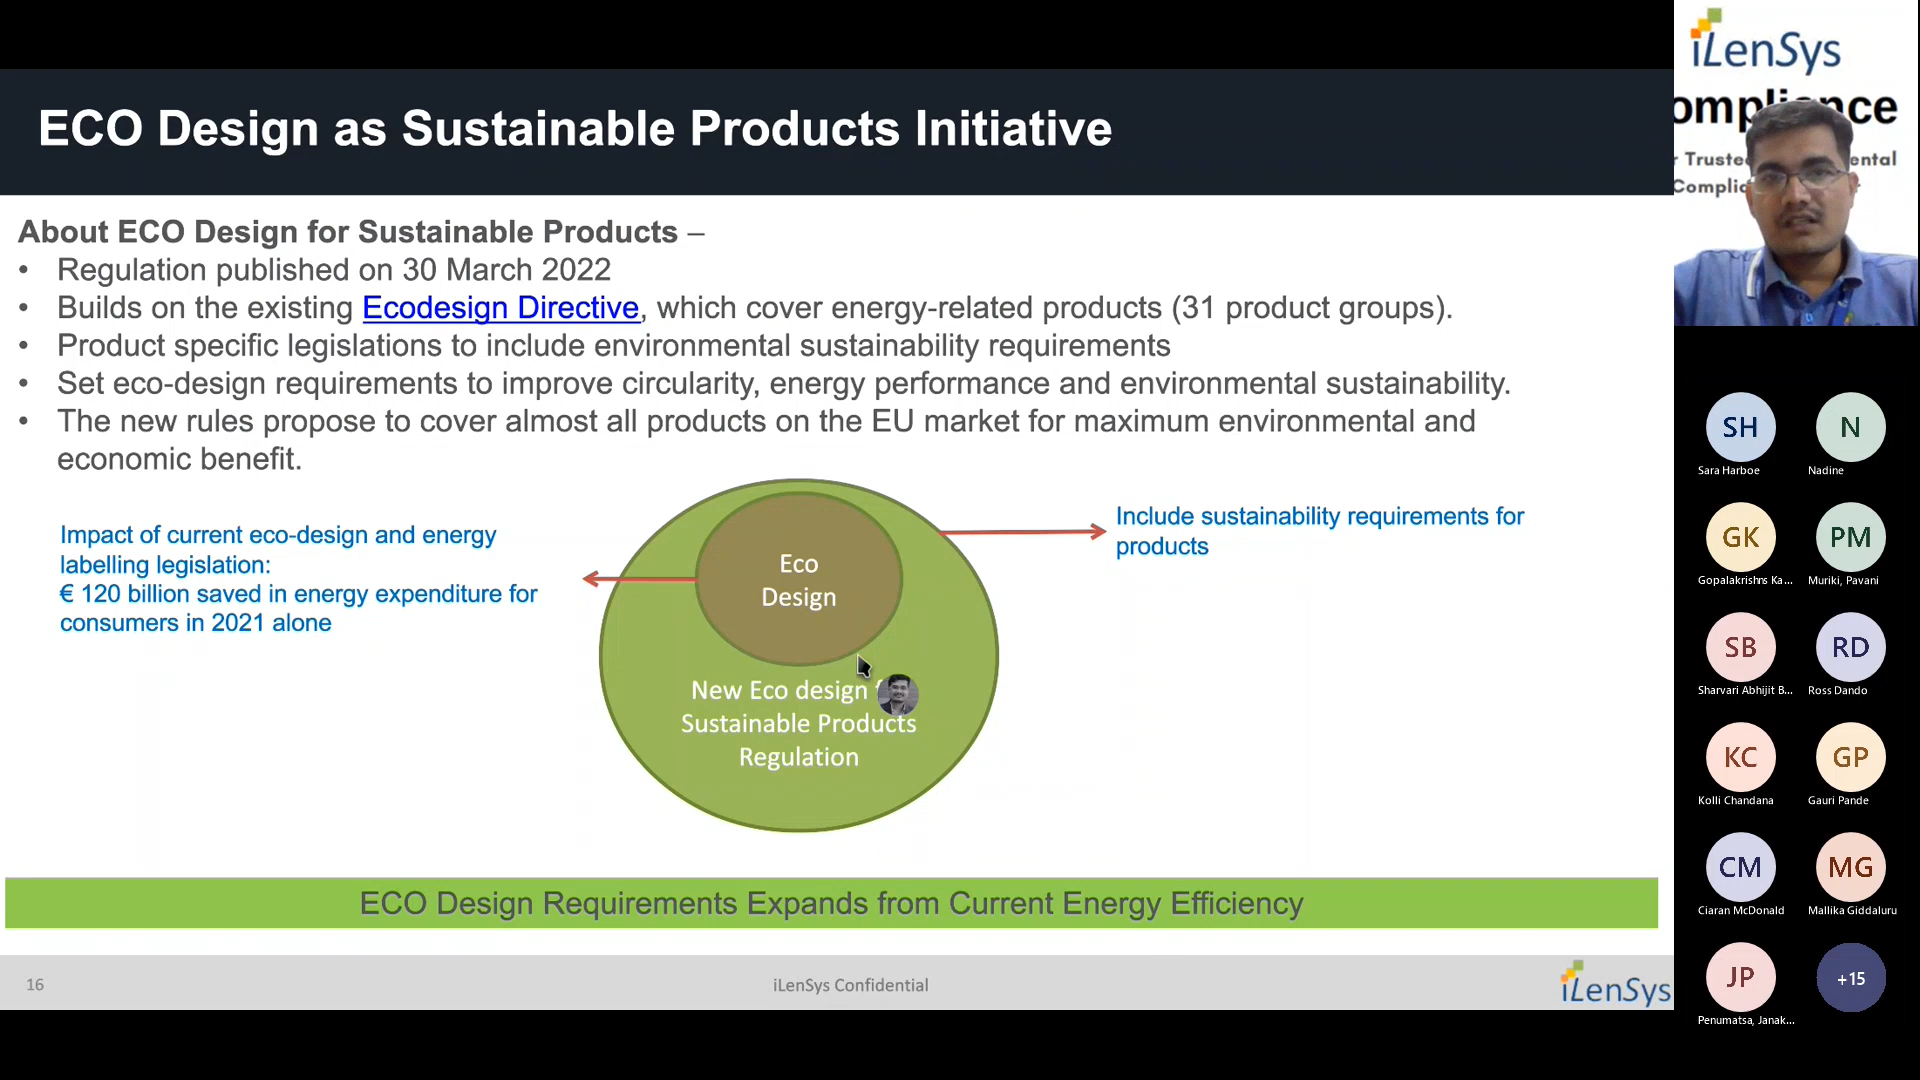 ECO Design as Sustainable Products Initiative
About ECO Design for Sustainable Products –
• Regulation published on 30 March 2022
• Builds on the existing Ecodesign Directive, which cover energy-related products (31 product groups).
• Product specific legislations to include environmental sustainability requirements
• Set eco-design requirements to improve circularity, energy performance and environmental sustainability.
• The new rules propose to cover almost all products on the EU market for maximum environmental and
economic benefit.
Impact of current eco-design and energy
labelling legislation:
€ 120 billion saved in energy expenditure for
consumers in 2021 alone
Eco
Design
New Eco design
Sustainable Products
Regulation
Include sustainability requirements for
products
ECO Design Requirements Expands from Current Energy Efficiency
16
iLenSys Confidential
iLenSys
iLenSys
SH
Sara Harboe
N
Nadine
GK
Gopalakrishns Ka...
PM
Muriki, Pavani
SB
Sharvari Abhijit B...
RD
Ross Dando
KC
Kolli Chandana
GP
Gauri Pande
CM
Ciaran McDonald
MG
Mallika Giddaluru
JP
Penumatsa, Janak...
+15